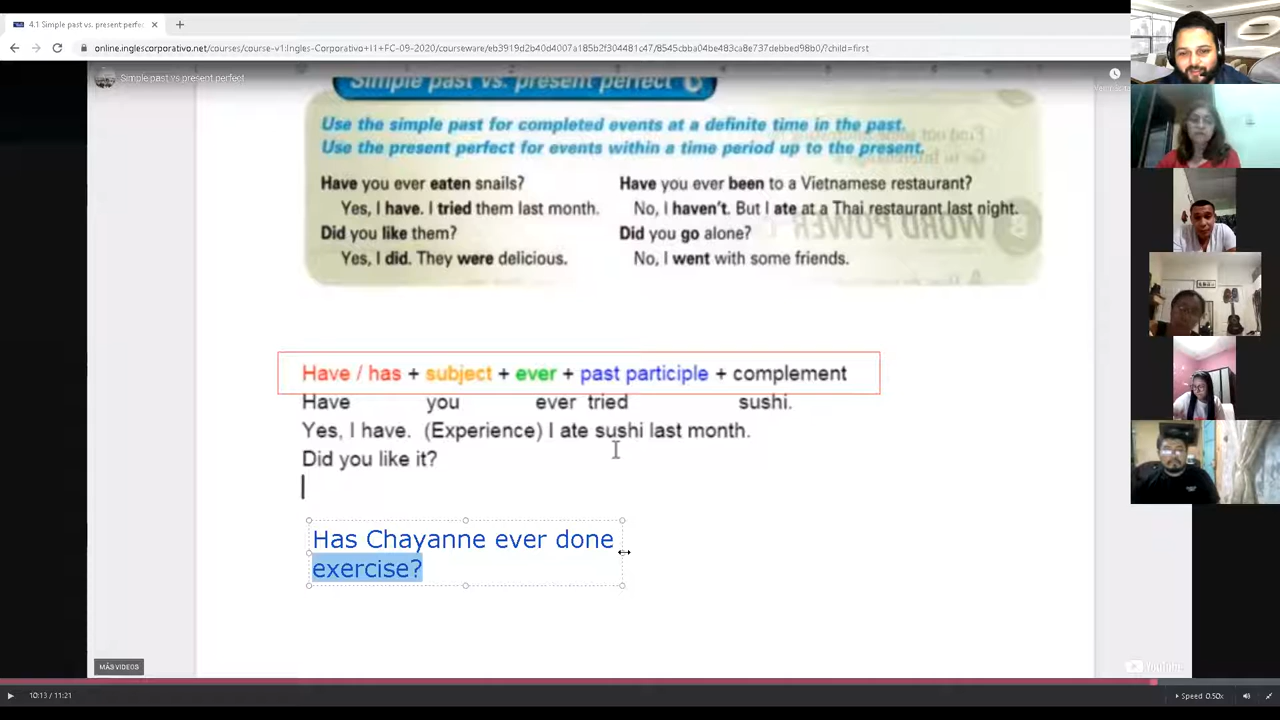 4.1 Simple past vs. present perfec
online.inglescorporativo.net/courses/course-v1:Ingles-Corporativo+I1+FC-09-2020/courseware/eb3919d2b40d4007a185b2f304481c47/8545cbba04be483ca8e737debbed98b0/?child=first
Simple past vs present perfect
Simple past vs. present perfect
Use the simple past for completed events at a definite time in the past.
Use the present perfect for events within a time period up to the present.
Have you ever eaten snails?
Yes, I have. I tried them last month.
Did you like them?
Yes, I did. They were delicious.
Have you ever been to a Vietnamese restaurant?
No, I haven't. But I ate at a Thai restaurant last night.
Did you go alone?
No, I went with some friends.
WORD POWER
Have / has + subject + ever + past participle + complement
Have you ever tried sushi.
Yes, I have. (Experience) I ate sushi last month.
Did you like it?
Has Chayanne ever done
exercise?
MÁS VIDEOS
YouTube
10:13 / 11:21
Speed 0.50x